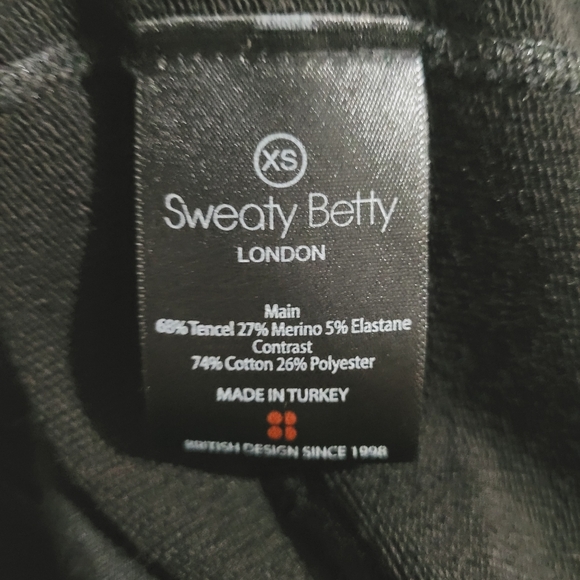 XS
Sweaty Betty
LONDON
Main
68% Tencel 27% Merino 5% Elastane
Contrast
74% Cotton 26% Polyester
MADE IN TURKEY
BRITISH DESIGN SINCE 1998